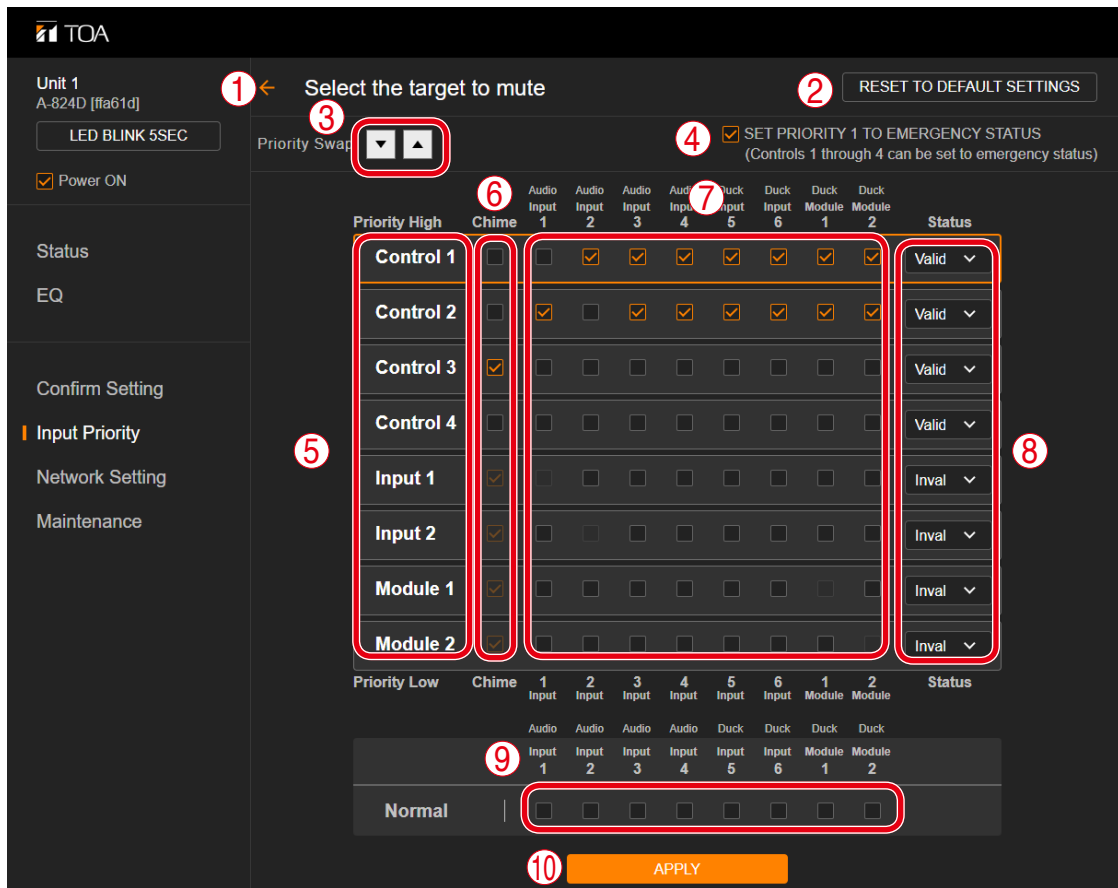 TOA
Unit 1
A-824D [ffa61d]
LED BLINK 5SEC
Power ON
Status
EQ
Confirm Setting
Input Priority
Network Setting
Maintenance
1
Select the target to mute
2
RESET TO DEFAULT SETTINGS
3
Priority Swap
4
SET PRIORITY 1 TO EMERGENCY STATUS
(Controls 1 through 4 can be set to emergency status)
6
7
Audio Audio Audio Audio Duck Duck Duck Duck
Input Input Input Input Input Input Module Module
Priority High Chime 1 2 3 4 5 6 1 2 Status
Control 1 Valid
Control 2 Valid
Control 3 Valid
Control 4 Valid
5
8
Input 1 Inval
Input 2 Inval
Module 1 Inval
Module 2 Inval
Priority Low Chime 1 2 3 4 5 6 1 2 Status
Input Input Input Input Input Input Module Module
Audio Audio Audio Audio Duck Duck Duck Duck
9
Input Input Input Input Input Input Module Module
1 2 3 4 5 6 1 2
Normal
10
APPLY